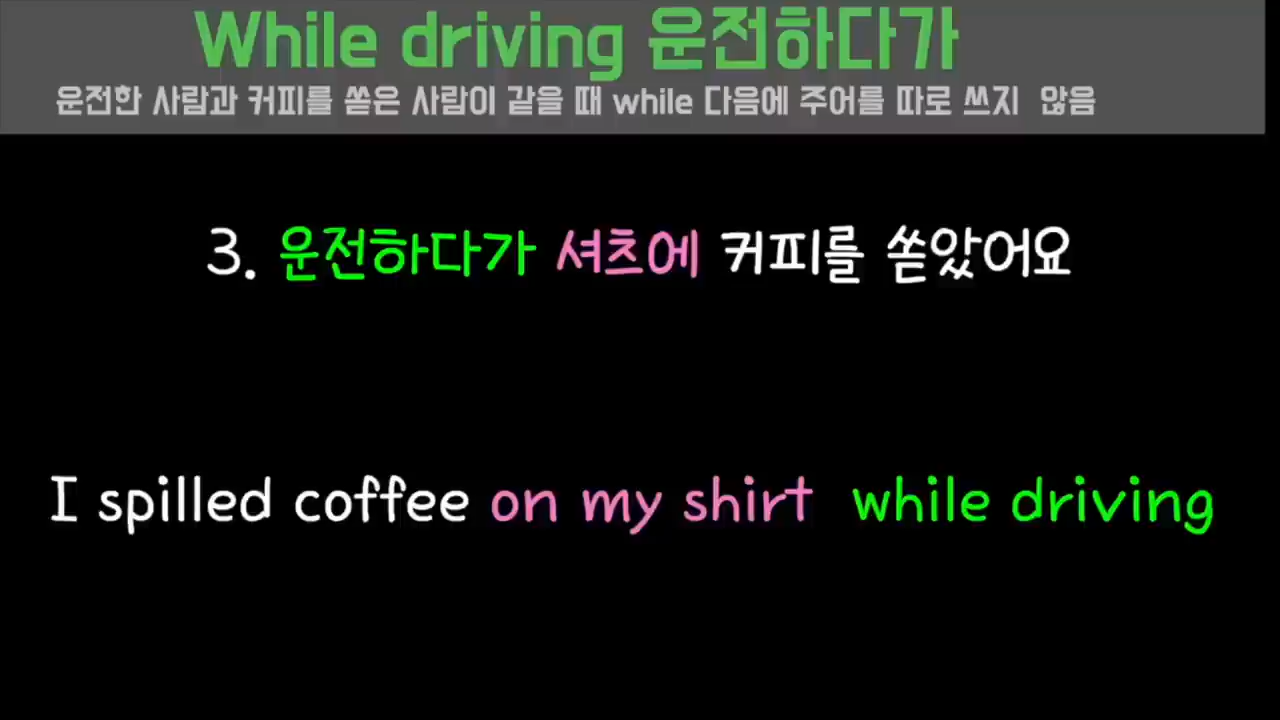 While driving 운전하다가
운전한 사람과 커피를 쏟은 사람이 같을 때 while 다음에 주어를 따로 쓰지 않음
3. 운전하다가 셔츠에 커피를 쏟았어요
I spilled coffee on my shirt while driving